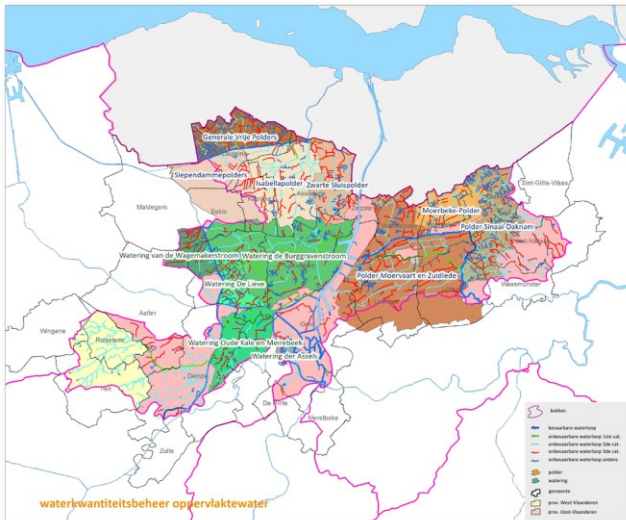 Generale Vrije Polders
Slependammepolders
Isabellapolder
Zwarte Sluispolder
Sint-Gillis-Waas
Maldegem
Eeklo
Moerbeke-Polder
Polder Sinaai Daknam
Watering van de Wagemakerstroom
Watering de Burggravenstroom
Polder Moervaart en Zuidlede
Waasmunster
Watering De Lieve
Aalter
Wingene
Ruiselede
Watering Oude Kale en Meirebeek
Watering der Assels
Tielt
Deinze
De Pinte
Merelbeke
Zulte
bekken
bevaarbare waterloop
onbevaarbare waterloop 1ste cat.
onbevaarbare waterloop 2de cat.
onbevaarbare waterloop 3de cat.
onbevaarbare waterloop andere
polder
watering
gemeente
prov. West-Vlaanderen
prov. Oost-Vlaanderen
waterkwantiteitsbeheer oppervlaktewater